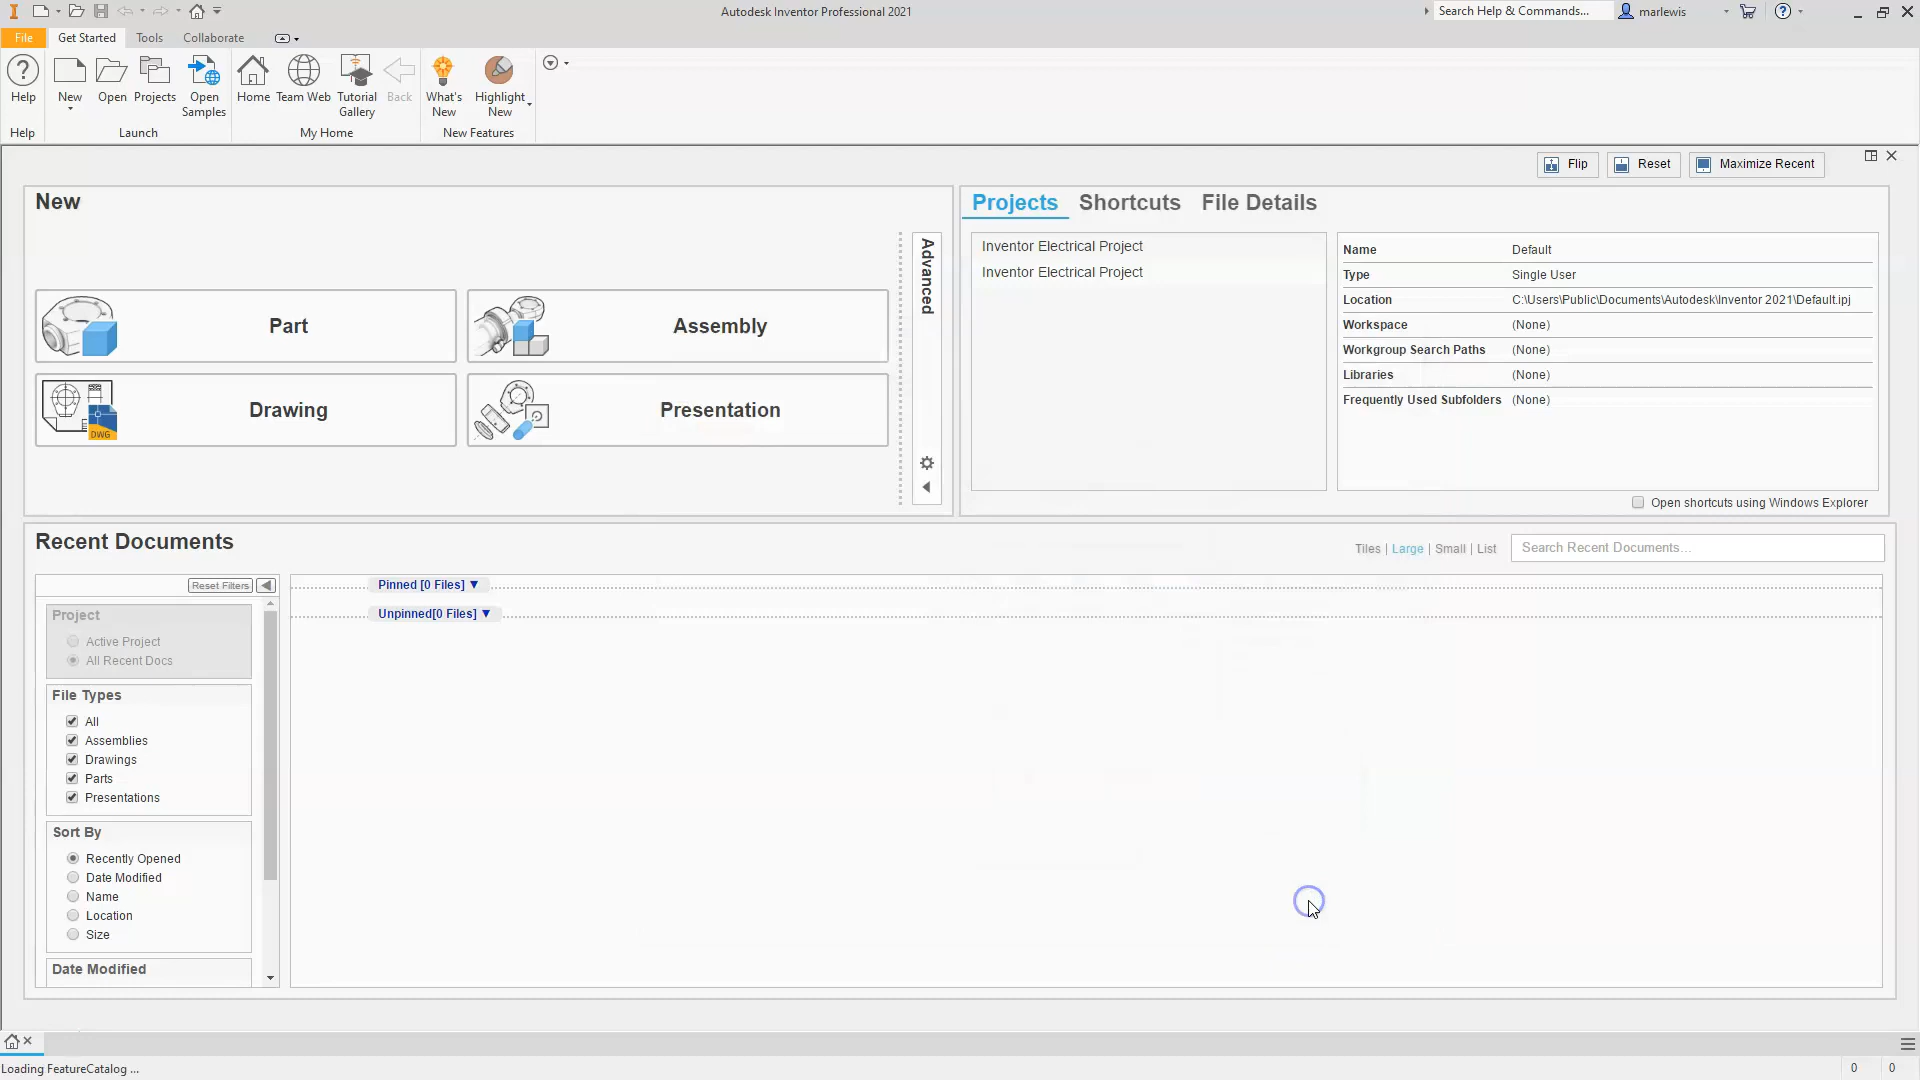 Autodesk Inventor Professional 2021
Search Help & Commands...
marlewis
File
Get Started
Tools
Collaborate
Help
New
Open
Projects
Open Samples
Home
Team Web
Tutorial Gallery
Back
What's New
Highlight New
Help
Launch
My Home
New Features
Flip
Reset
Maximize Recent
New
Part
Assembly
Drawing
DWG
Presentation
Advanced
Projects
Shortcuts
File Details
Inventor Electrical Project
Inventor Electrical Project
Name Default
Type Single User
Location C:\Users\Public\Documents\Autodesk\Inventor 2021\Default.ipj
Workspace (None)
Workgroup Search Paths (None)
Libraries (None)
Frequently Used Subfolders (None)
Open shortcuts using Windows Explorer
Recent Documents
Tiles | Large | Small | List
Search Recent Documents...
Reset Filters
Project
Active Project
All Recent Docs
File Types
All
Assemblies
Drawings
Parts
Presentations
Sort By
Recently Opened
Date Modified
Name
Location
Size
Date Modified
Pinned [0 Files] ▼
Unpinned[0 Files] ▼
Loading FeatureCatalog ...
0 0